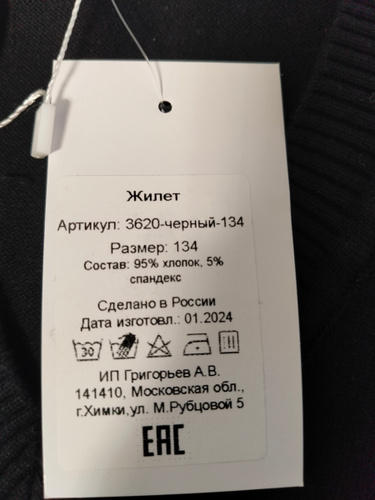 Жилет
Артикул: 3620-черный-134
Размер: 134
Состав: 95% хлопок, 5%
спандекс
Сделано в России
Дата изготовл.: 01.2024
30
ИП Григорьев А.В.
141410, Московская обл.,
г.Химки,ул. М.Рубцовой 5
EAC